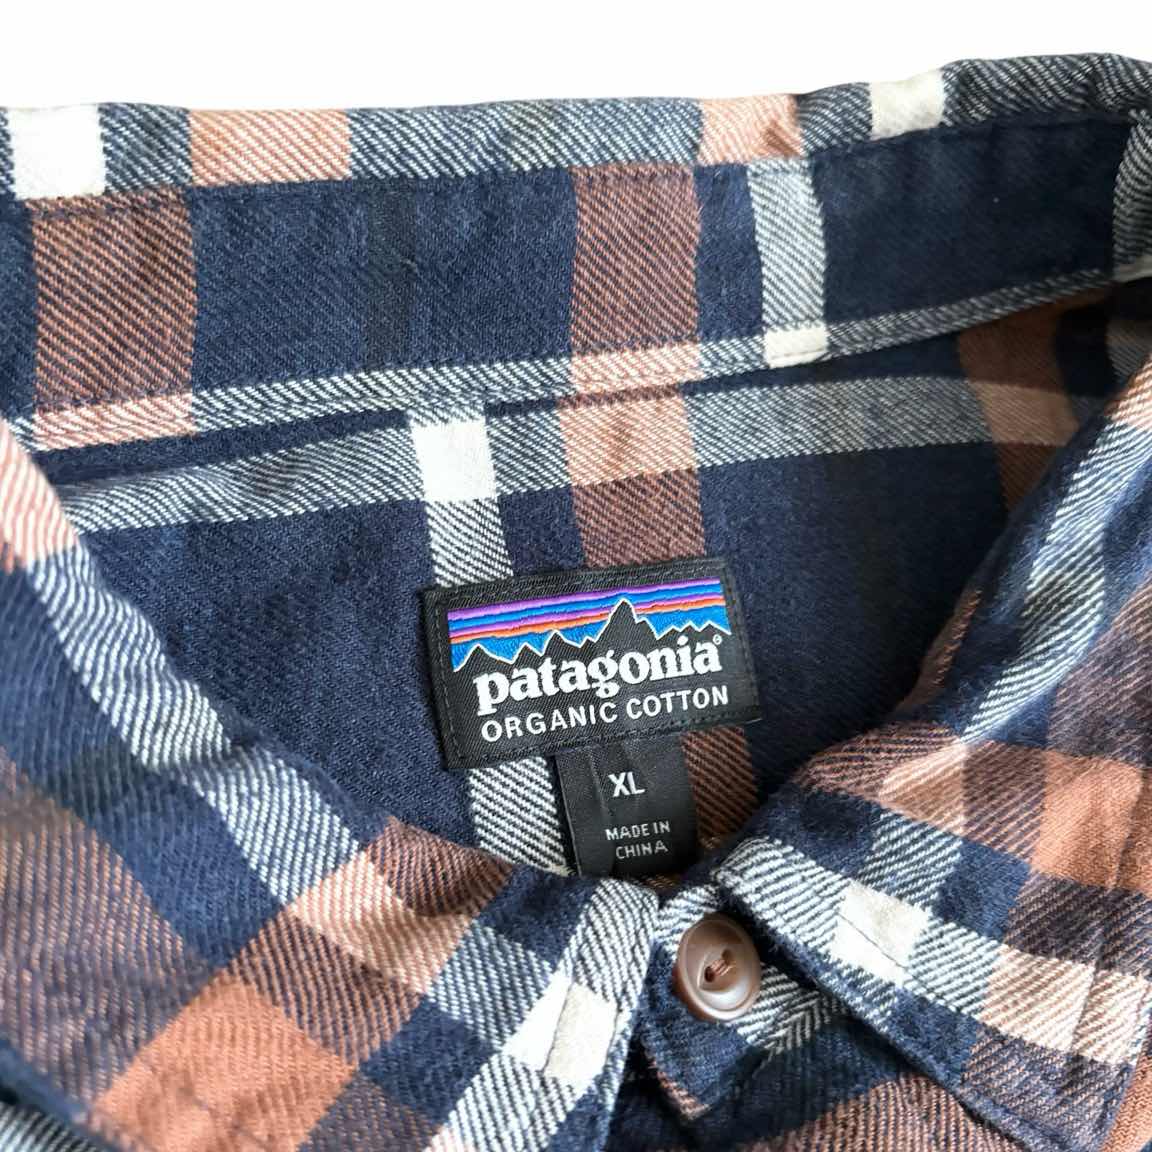 patagonia®
ORGANIC COTTON
XL
MADE IN
CHINA